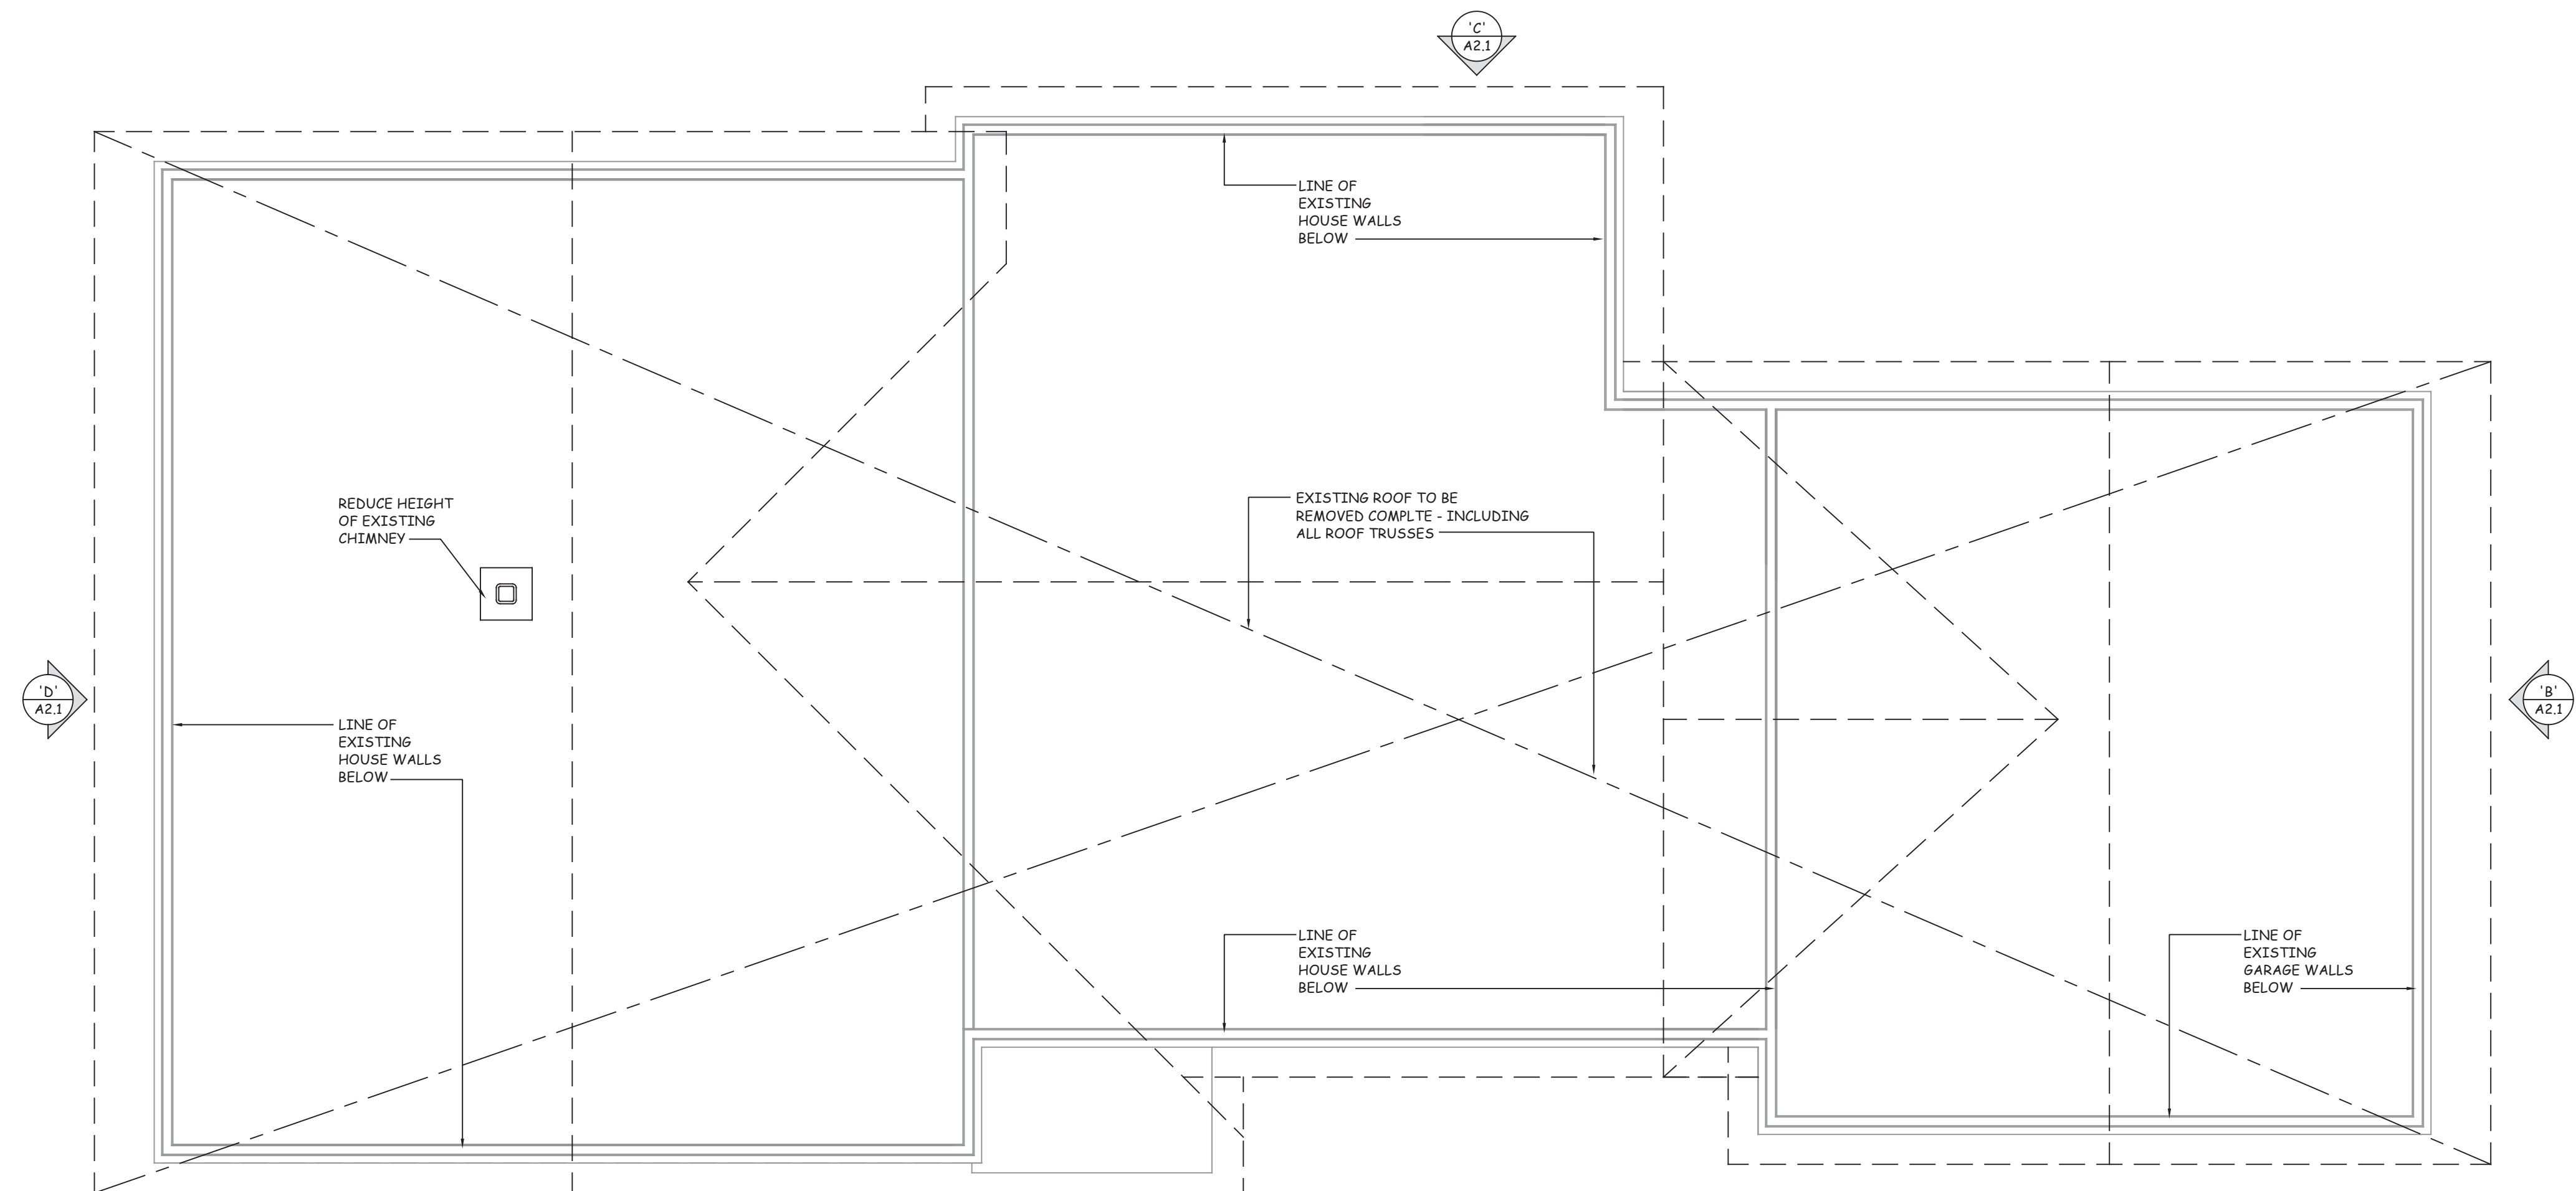 'C'
A2.1
LINE OF
EXISTING
HOUSE WALLS
BELOW
REDUCE HEIGHT
OF EXISTING
CHIMNEY
EXISTING ROOF TO BE
REMOVED COMPLTE - INCLUDING
ALL ROOF TRUSSES
'D'
A2.1
'B'
A2.1
LINE OF
EXISTING
HOUSE WALLS
BELOW
LINE OF
EXISTING
HOUSE WALLS
BELOW
LINE OF
EXISTING
GARAGE WALLS
BELOW